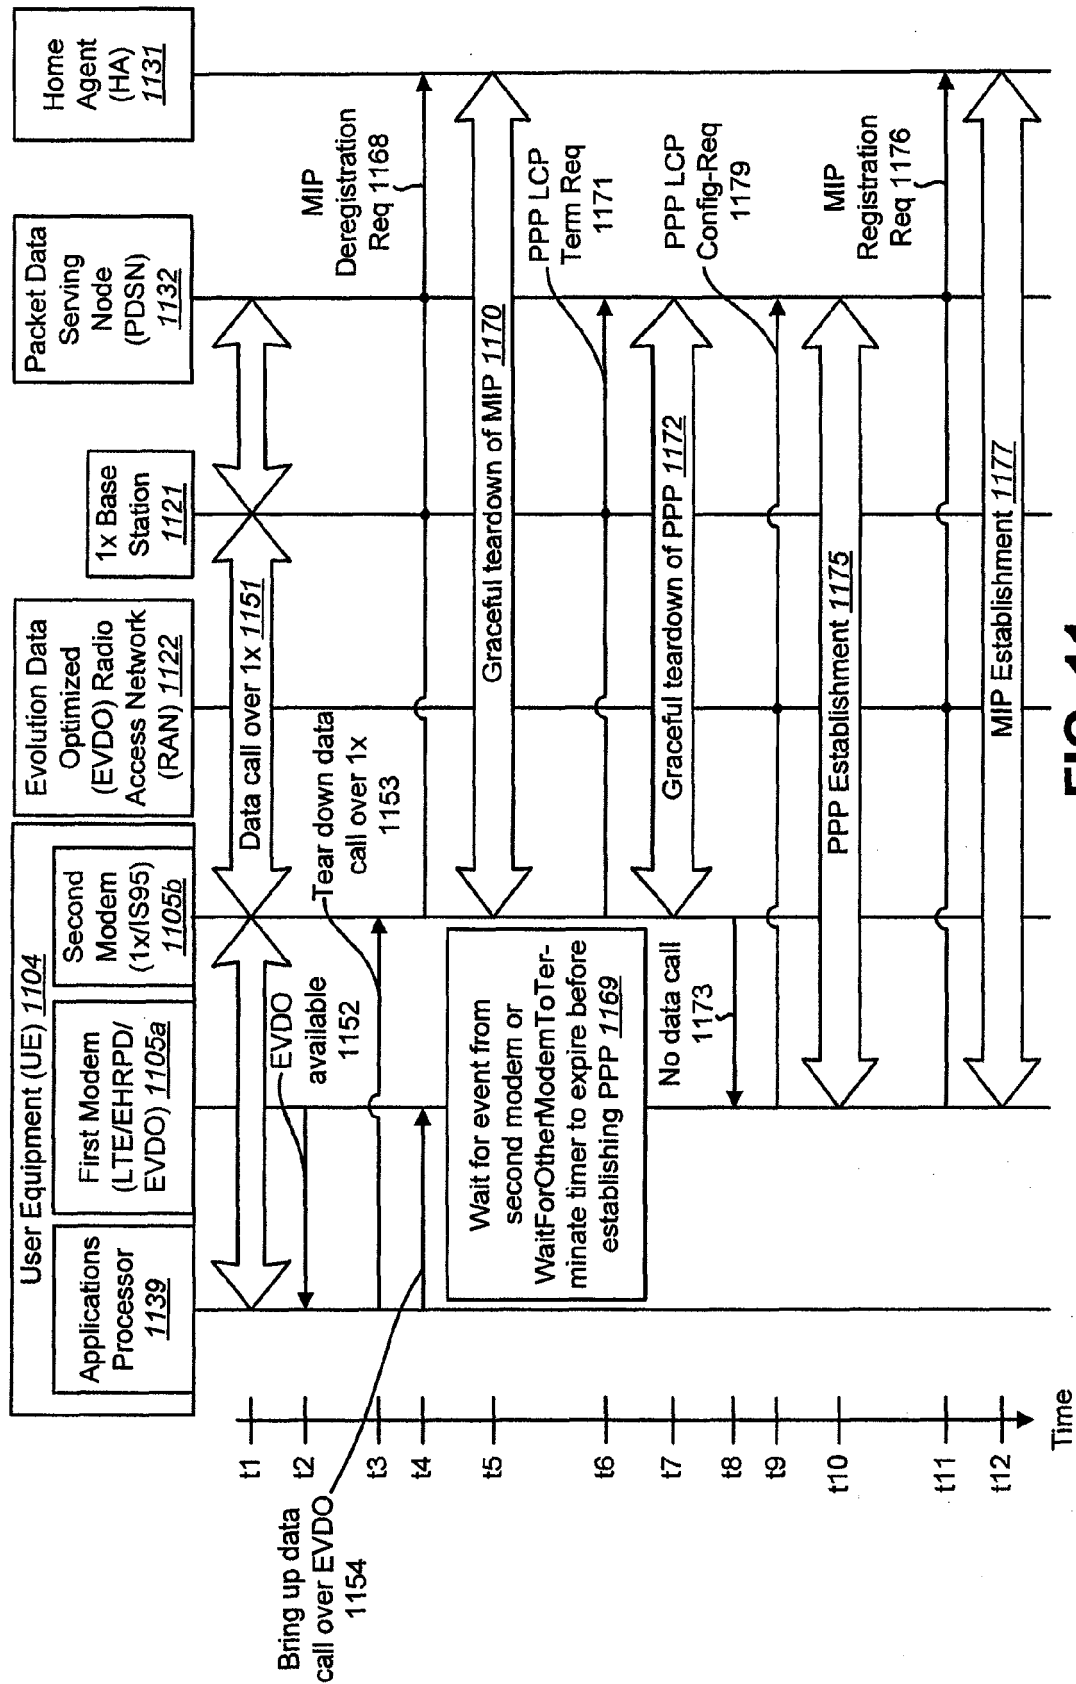 User Equipment (UE) 1104
Applications
Processor
1139
First Modem
(LTE/EHRPD/
EVDO) 1105a
Second
Modem
(1x/IS95)
1105b
Evolution Data
Optimized
(EVDO) Radio
Access Network
(RAN) 1122
1x Base
Station
1121
Packet Data
Serving
Node
(PDSN)
1132
Home
Agent
(HA)
1131
t1
Data call over 1x 1151
t2
EVDO
available
1152
t3
Tear down data
call over 1x
1153
t4
Bring up data
call over EVDO
1154
MIP
Deregistration
Req 1168
Wait for event from
second modem or
WaitForOtherModemToTer-
minate timer to expire before
establishing PPP 1169
t5
Graceful teardown of MIP 1170
t6
PPP LCP
Term Req
1171
t7
Graceful teardown of PPP 1172
t8
No data call
1173
t9
PPP LCP
Config-Req
1179
t10
PPP Establishment 1175
t11
MIP
Registration
Req 1176
t12
MIP Establishment 1177
Time